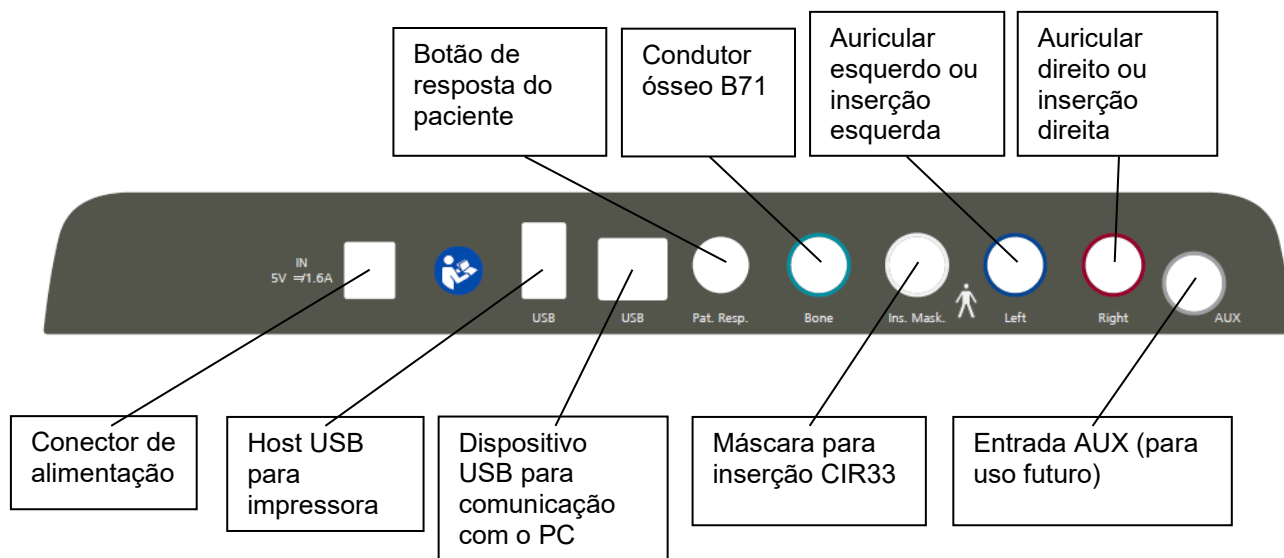 Botão de
resposta do
paciente
Condutor
ósseo B71
Auricular
esquerdo ou
inserção
esquerda
Auricular
direito ou
inserção
direita
IN
5V ⎓/1.6A
USB
USB
Pat. Resp.
Bone
Ins. Mask.
Left
Right
AUX
Conector de
alimentação
Host USB
para
impressora
Dispositivo
USB para
comunicação
com o PC
Máscara para
inserção CIR33
Entrada AUX (para
uso futuro)